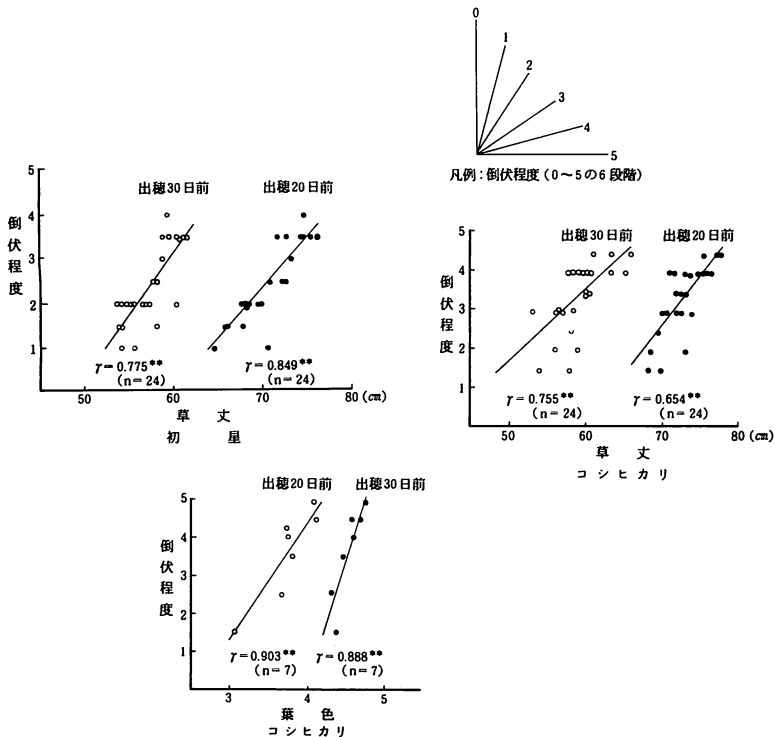 0
1
2
3
4
5
凡例:倒伏程度(0〜5の6段階)
出穂30日前
出穂20日前
倒伏程度
5
4
3
2
1
γ=0.775**
(n=24)
γ=0.849**
(n=24)
50
60
70
80(cm)
草 丈
初 星
出穂30日前
出穂20日前
倒伏程度
5
4
3
2
1
γ=0.755**
(n=24)
γ=0.654**
(n=24)
50
60
70
80(cm)
草 丈
コシヒカリ
出穂20日前
出穂30日前
倒伏程度
5
4
3
2
1
γ=0.903**
(n=7)
γ=0.888**
(n=7)
3
4
5
葉 色
コシヒカリ